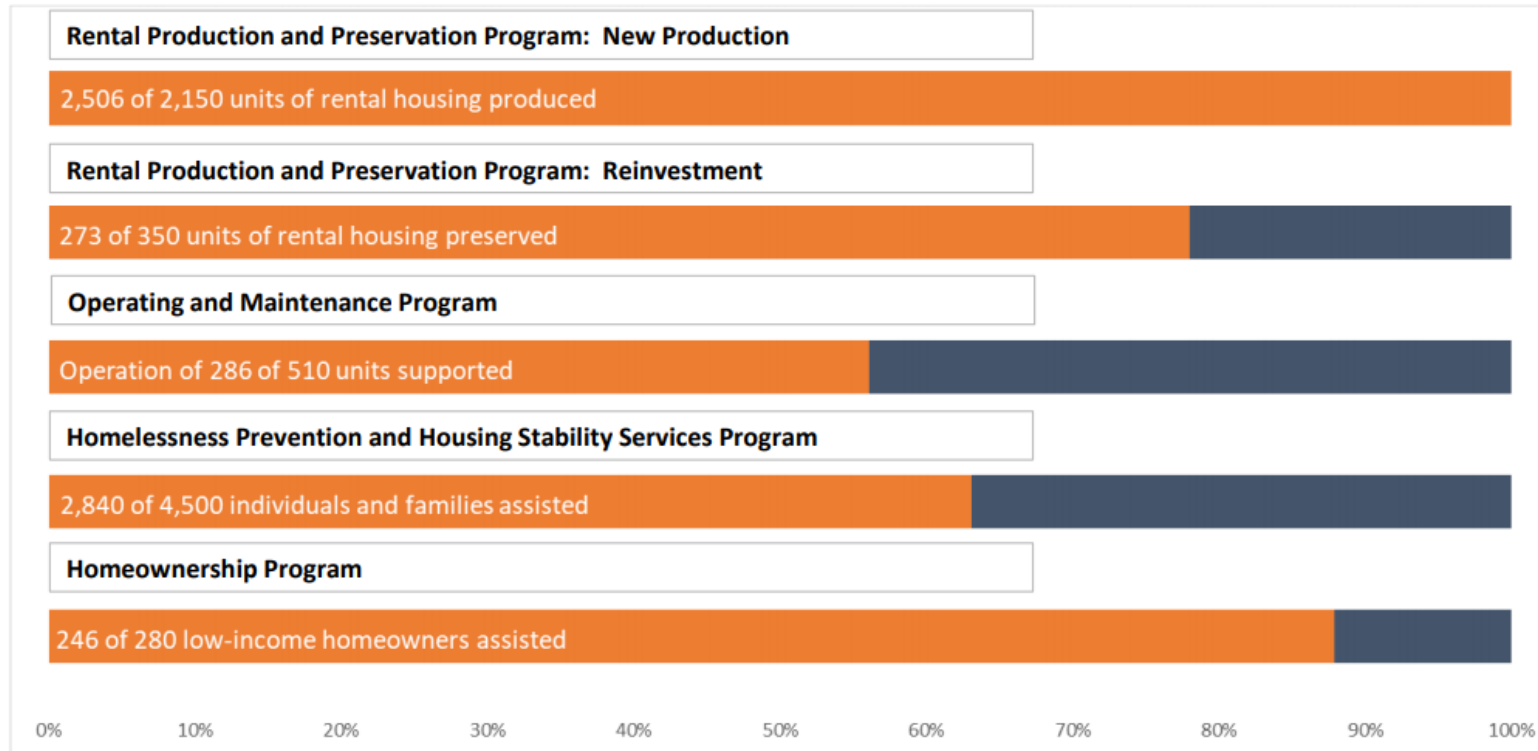 Rental Production and Preservation Program: New Production
2,506 of 2,150 units of rental housing produced
Rental Production and Preservation Program: Reinvestment
273 of 350 units of rental housing preserved
Operating and Maintenance Program
Operation of 286 of 510 units supported
Homelessness Prevention and Housing Stability Services Program
2,840 of 4,500 individuals and families assisted
Homeownership Program
246 of 280 low-income homeowners assisted
0% 10% 20% 30% 40% 50% 60% 70% 80% 90% 100%